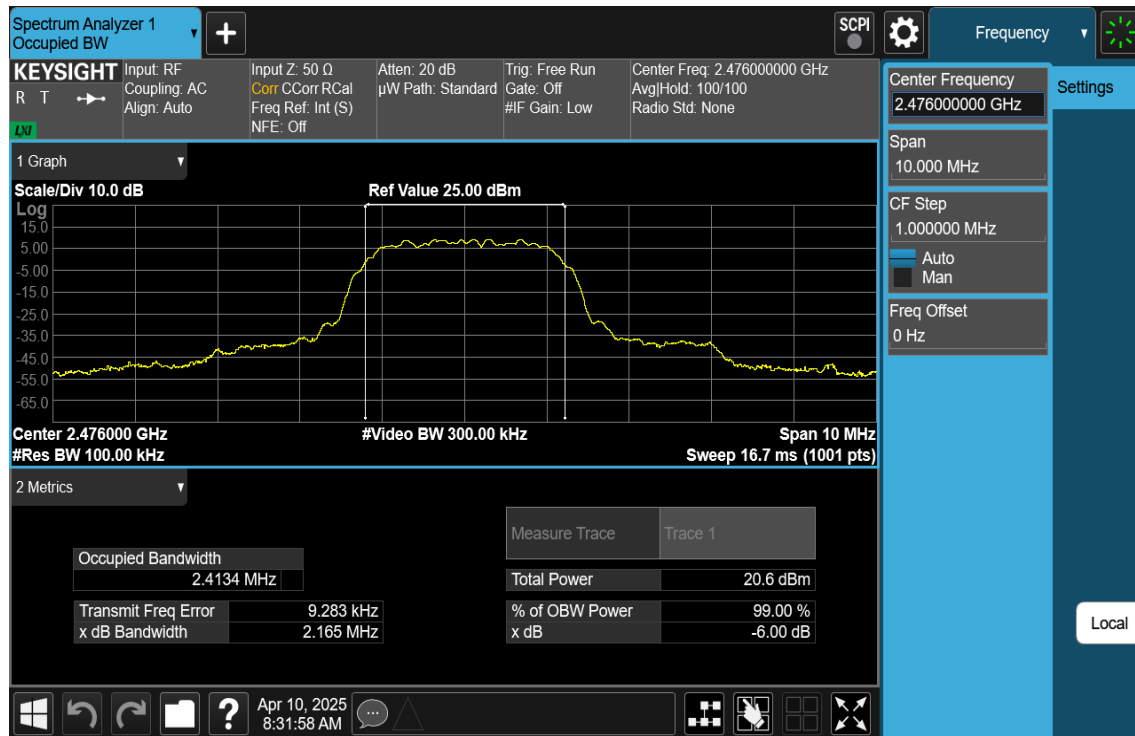 Spectrum Analyzer 1
Occupied BW
+
SCPI
Frequency
KEYSIGHT
R T
LXI
Input: RF
Coupling: AC
Align: Auto
Input Z: 50 Ω
Corr CCorr RCal
Freq Ref: Int (S)
NFE: Off
Atten: 20 dB
µW Path: Standard
Trig: Free Run
Gate: Off
#IF Gain: Low
Center Freq: 2.476000000 GHz
Avg|Hold: 100/100
Radio Std: None
Center Frequency
2.476000000 GHz
Settings
Span
10.000 MHz
CF Step
1.000000 MHz
Auto
Man
Freq Offset
0 Hz
Local
1 Graph
Scale/Div 10.0 dB
Ref Value 25.00 dBm
Log
15.0
5.00
-5.00
-15.0
-25.0
-35.0
-45.0
-55.0
-65.0
Center 2.476000 GHz
#Video BW 300.00 kHz
Span 10 MHz
#Res BW 100.00 kHz
Sweep 16.7 ms (1001 pts)
2 Metrics
Measure Trace
Trace 1
Occupied Bandwidth
2.4134 MHz
Total Power
20.6 dBm
Transmit Freq Error
9.283 kHz
% of OBW Power
99.00 %
x dB Bandwidth
2.165 MHz
x dB
-6.00 dB
?
Apr 10, 2025
8:31:58 AM